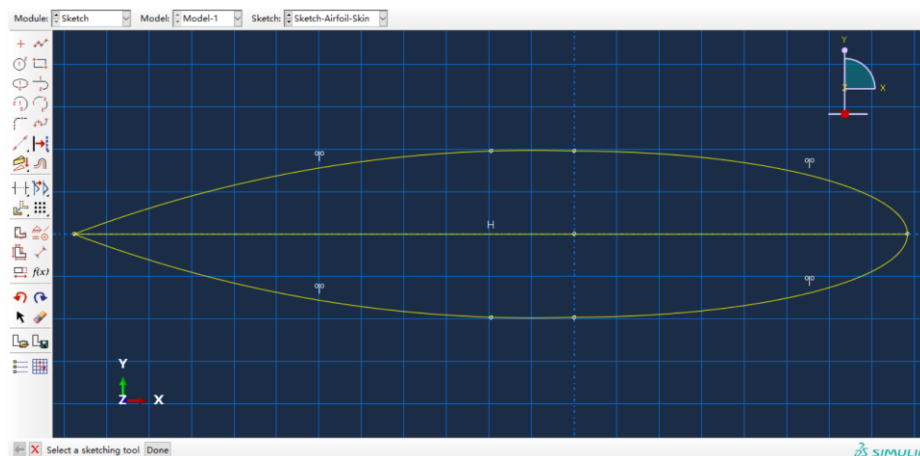 Module: Sketch Model: Model-1 Sketch: Sketch-Airfoil-Skin
Y
Z X
H
f(x)
Y
Z X
Select a sketching tool Done
SIMULI